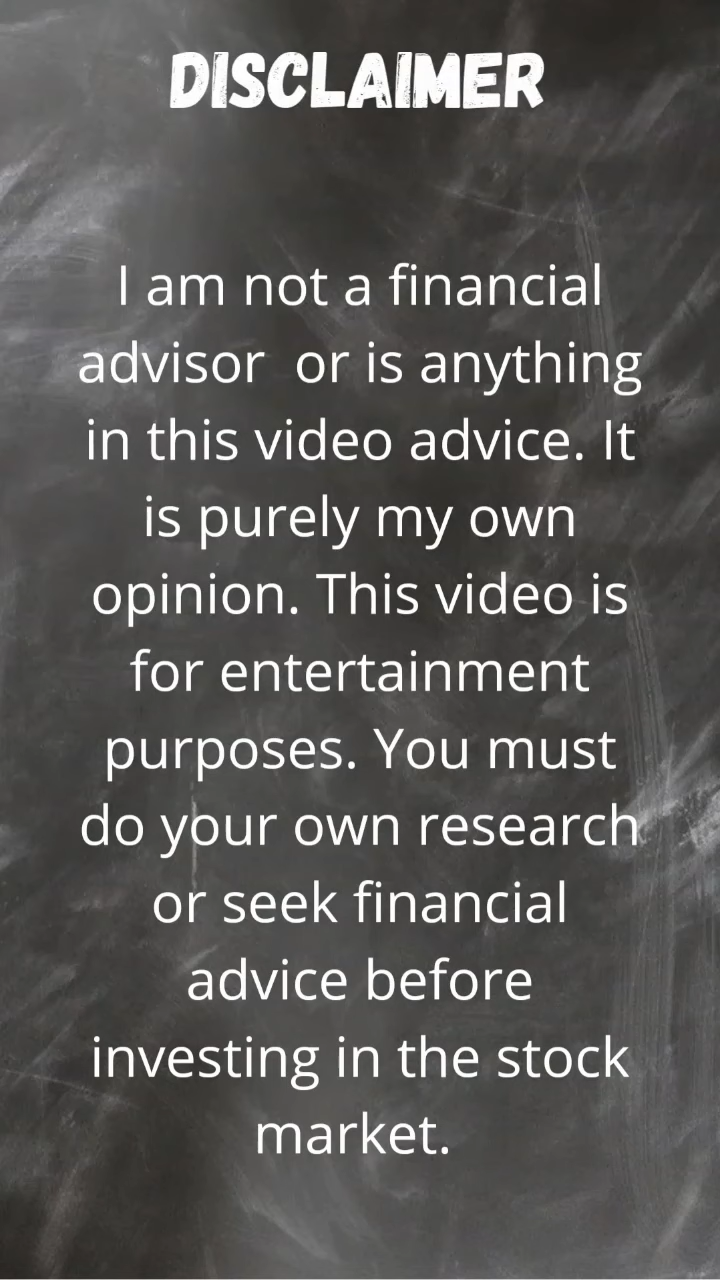 DISCLAIMER
I am not a financial
advisor  or is anything
in this video advice. It
is purely my own
opinion. This video is
for entertainment
purposes. You must
do your own research
or seek financial
advice before
investing in the stock
market.